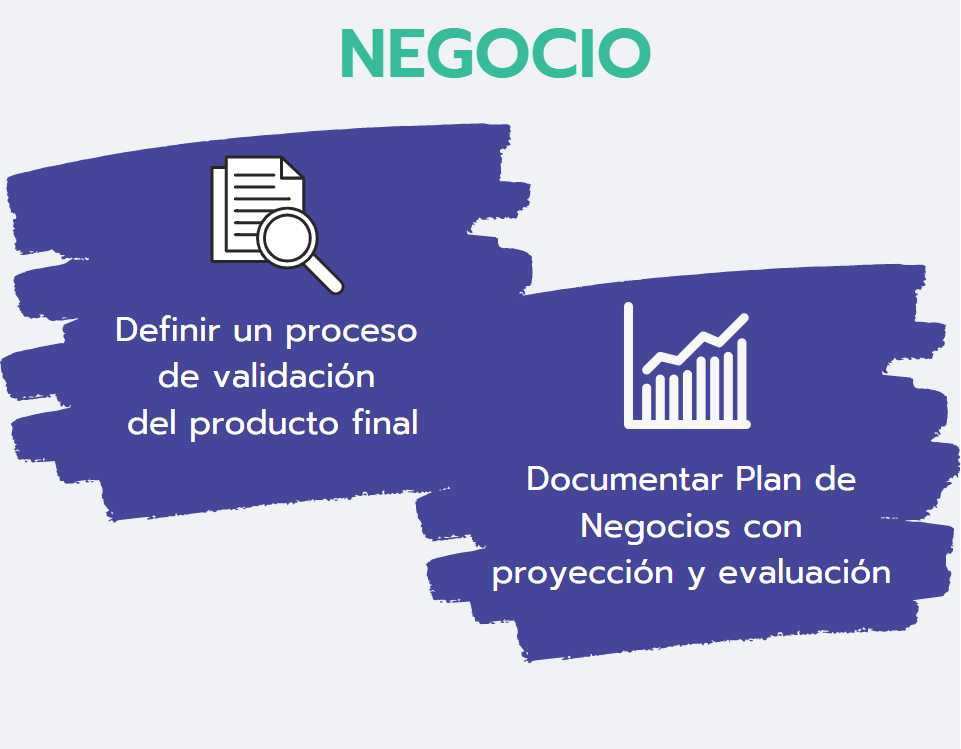 NEGOCIO
Definir un proceso
de validación
del producto final
Documentar Plan de
Negocios con
proyección y evaluación